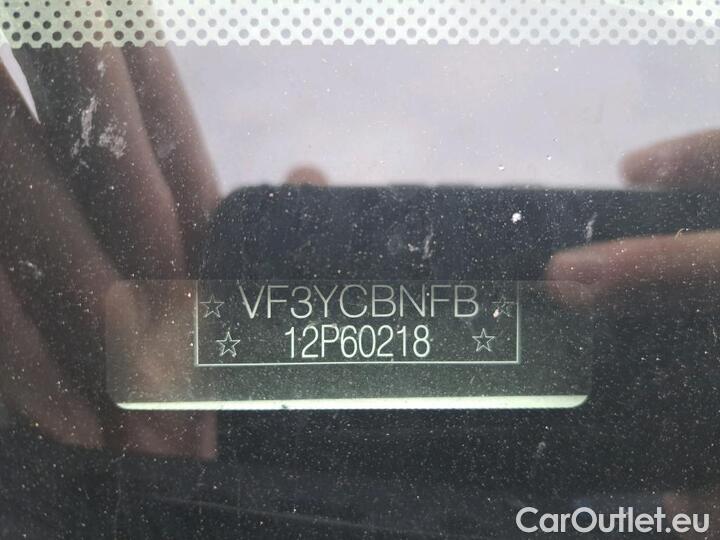 ☆ VF3YCBNFB ☆
☆ 12P60218 ☆
CarOutlet.eu